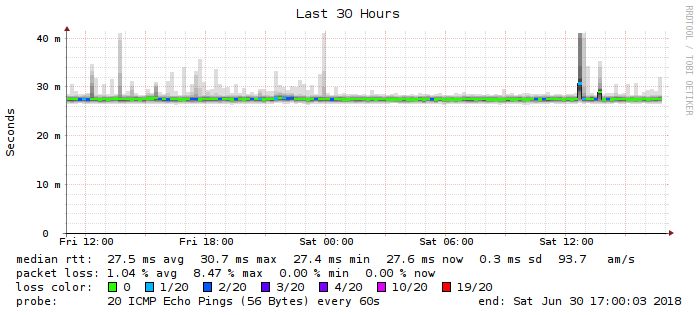 Last 30 Hours
RRDTOOL / TOBI OETIKER
Seconds
40 m
30 m
20 m
10 m
0
Fri 12:00 Fri 18:00 Sat 00:00 Sat 06:00 Sat 12:00
median rtt: 27.5 ms avg 30.7 ms max 27.4 ms min 27.6 ms now 0.3 ms sd 93.7 am/s
packet loss: 1.04 % avg 8.47 % max 0.00 % min 0.00 % now
loss color: 0 1/20 2/20 3/20 4/20 10/20 19/20
probe: 20 ICMP Echo Pings (56 Bytes) every 60s end: Sat Jun 30 17:00:03 2018